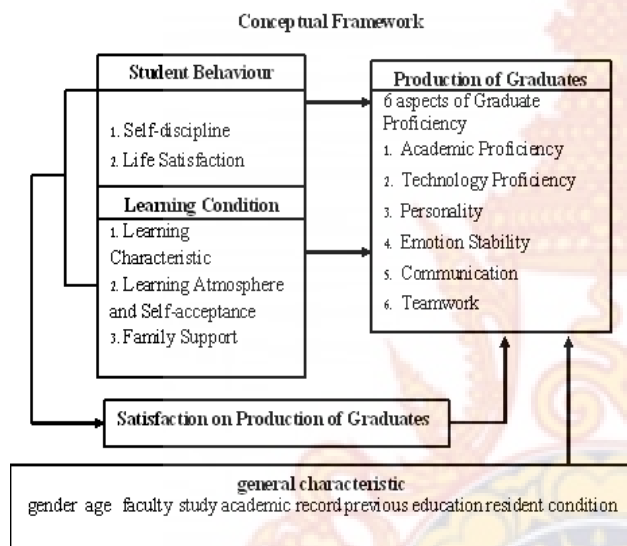 Conceptual Framework
Student Behaviour
1. Self-discipline
2. Life Satisfaction
Learning Condition
1. Learning
Characteristic
2. Learning Atmosphere
and Self-acceptance
3. Family Support
Production of Graduates
6 aspects of Graduate
Proficiency
1. Academic Proficiency
2. Technology Proficiency
3. Personality
4. Emotion Stability
5. Communication
6. Teamwork
Satisfaction on Production of Graduates
general characteristic
gender age faculty study academic record previous education resident condition